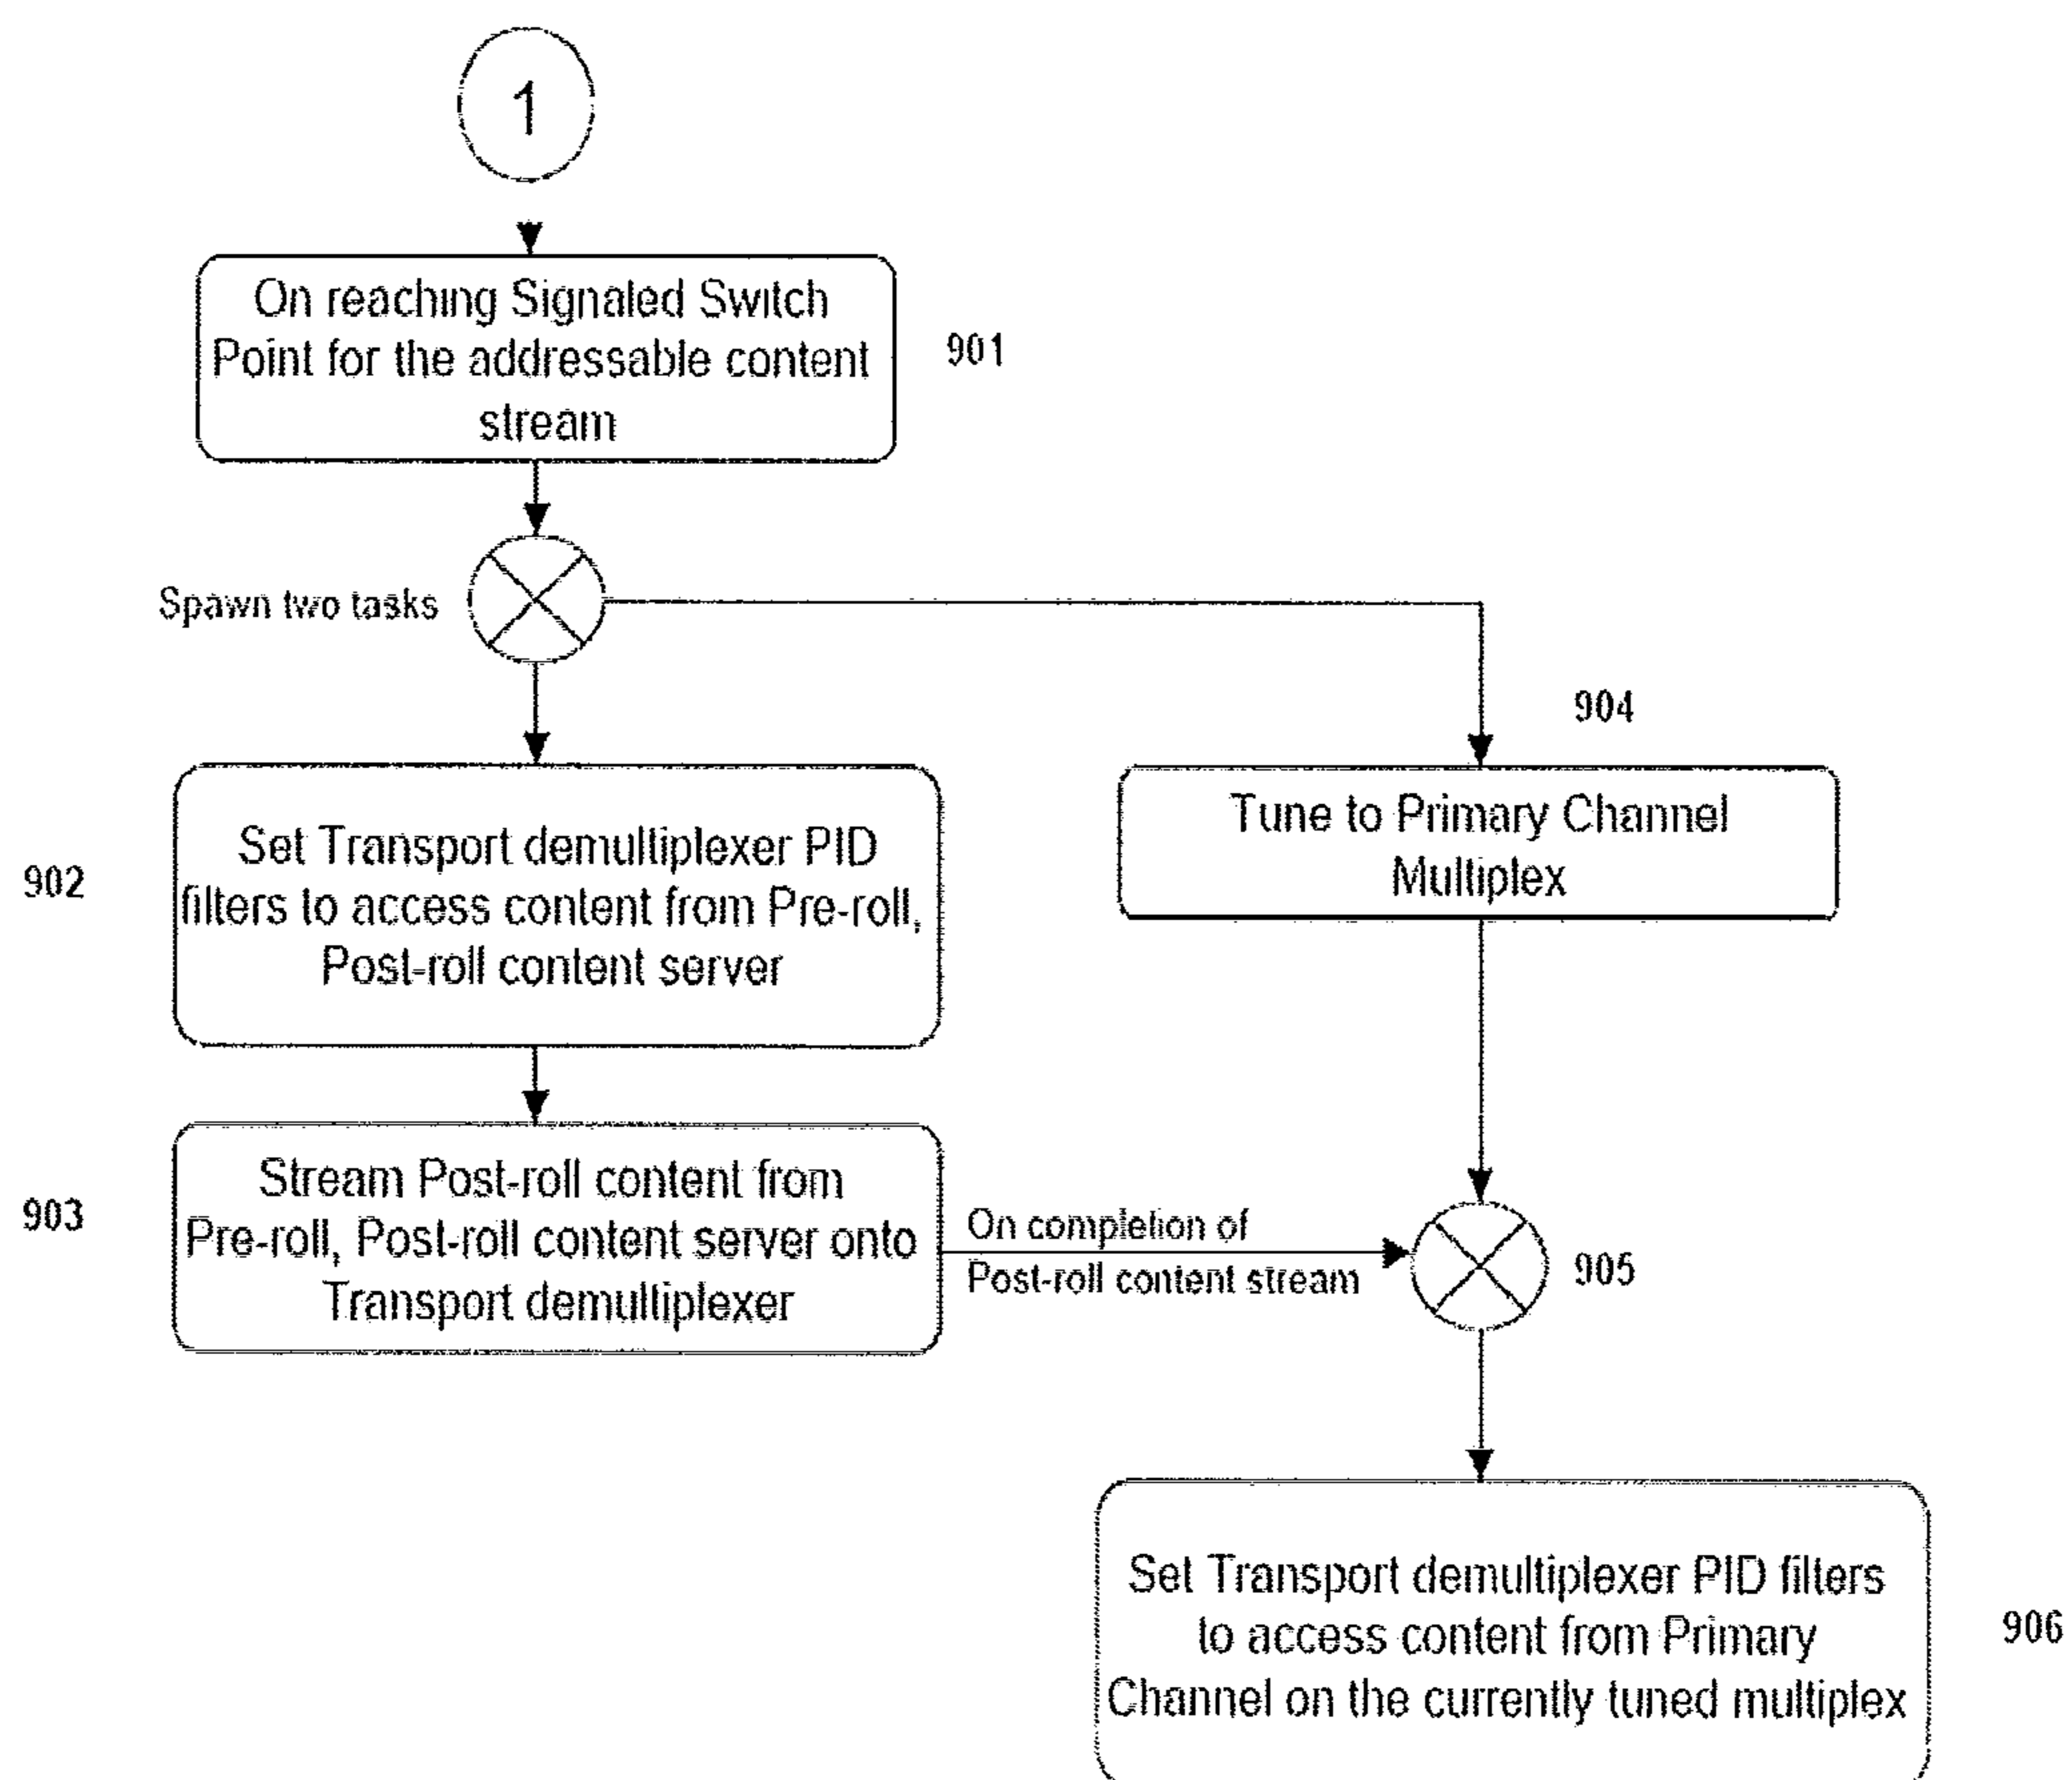 1
On reaching Signaled Switch
Point for the addressable content
stream
901
Spawn two tasks
904
Tune to Primary Channel
Multiplex
902
Set Transport demultiplexer PID
filters to access content from Pre-roll,
Post-roll content server
903
Stream Post-roll content from
Pre-roll, Post-roll content server onto
Transport demultiplexer
On completion of
Post-roll content stream
905
Set Transport demultiplexer PID filters
to access content from Primary
Channel on the currently tuned multiplex
906